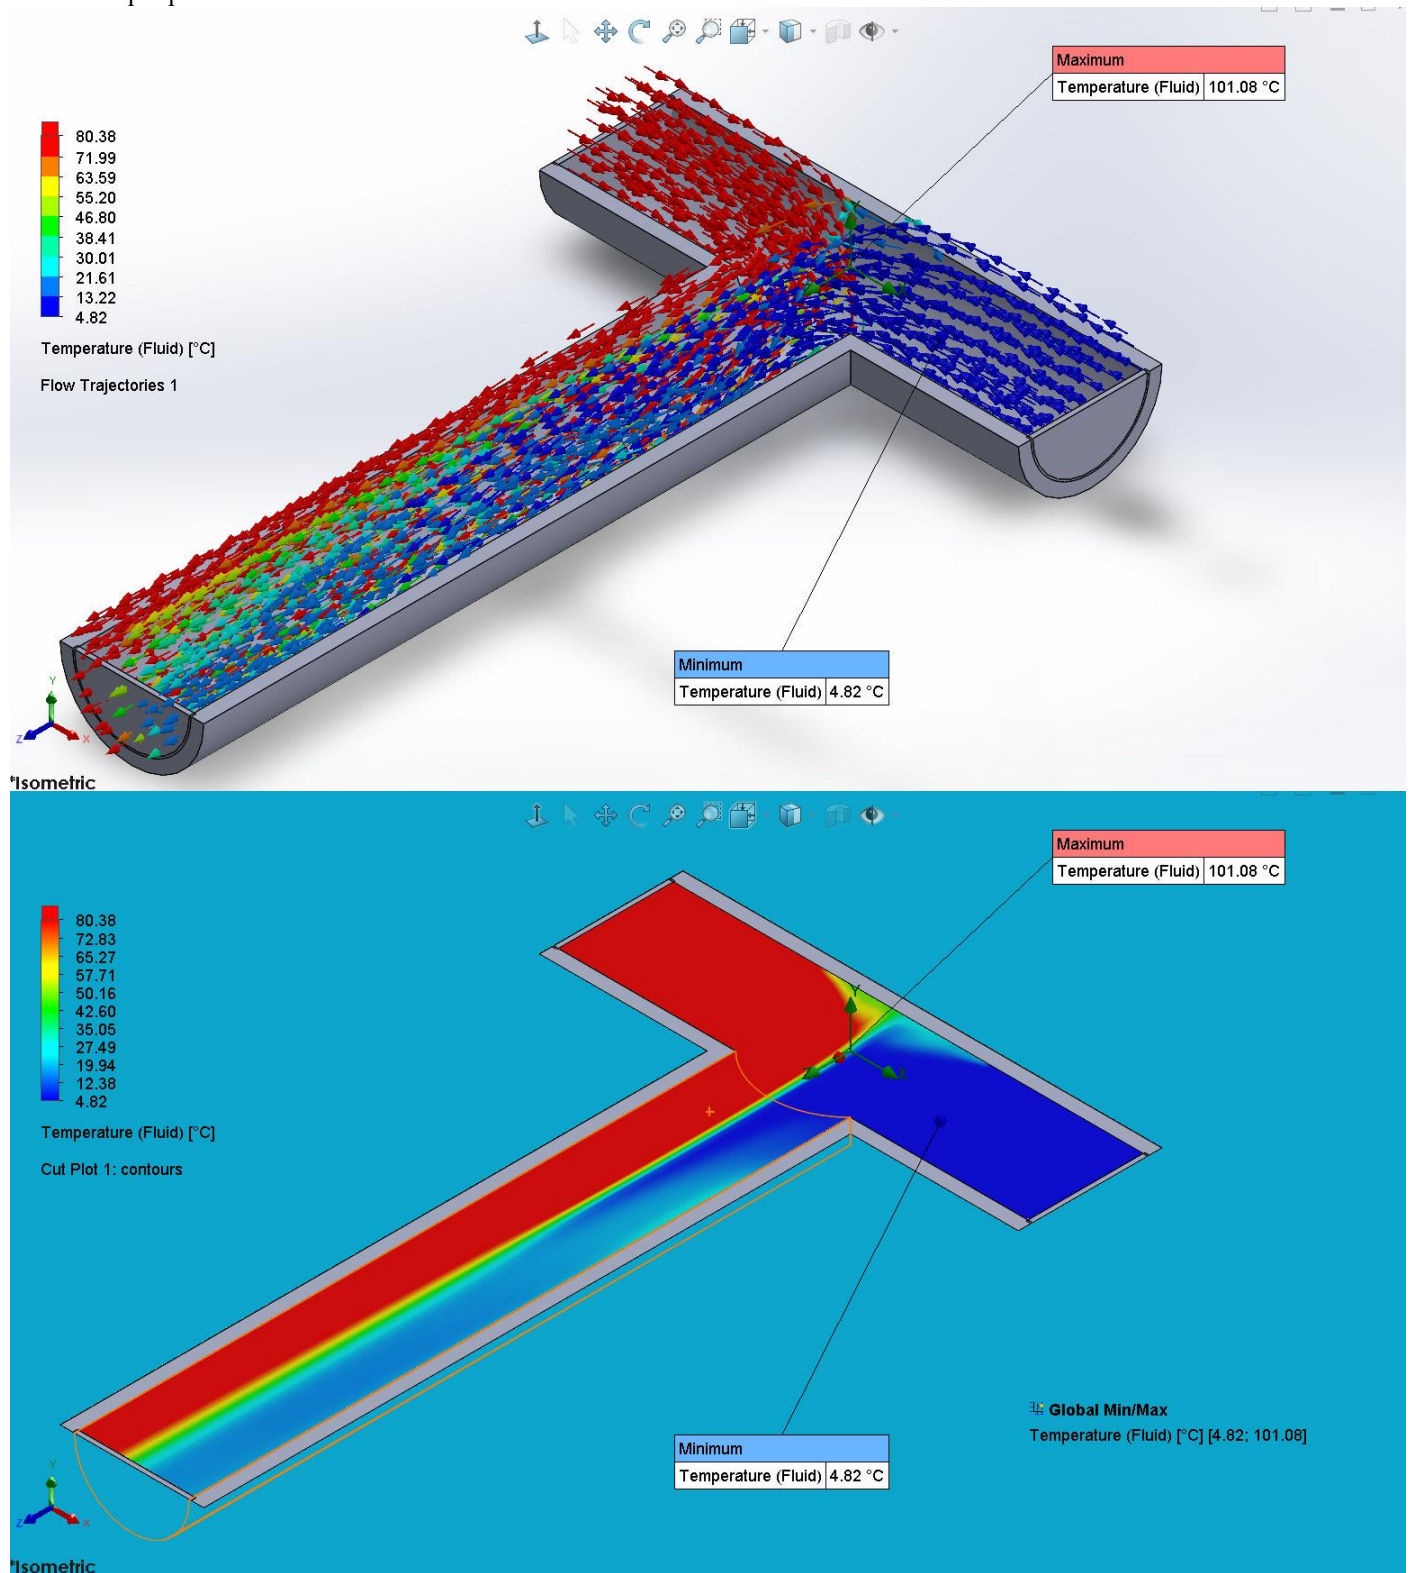 Maximum
Temperature (Fluid) 101.08 °C
80.38
71.99
63.59
55.20
46.80
38.41
30.01
21.61
13.22
4.82
Temperature (Fluid) [°C]
Flow Trajectories 1
Y
X
Minimum
Temperature (Fluid) 4.82 °C
Y
Z
X
*Isometric
Maximum
Temperature (Fluid) 101.08 °C
80.38
72.83
65.27
57.71
50.16
42.60
35.05
27.49
19.94
12.38
4.82
Temperature (Fluid) [°C]
Cut Plot 1: contours
Y
Z
X
Global Min/Max
Temperature (Fluid) [°C] [4.82; 101.08]
Minimum
Temperature (Fluid) 4.82 °C
Y
Z
X
*Isometric